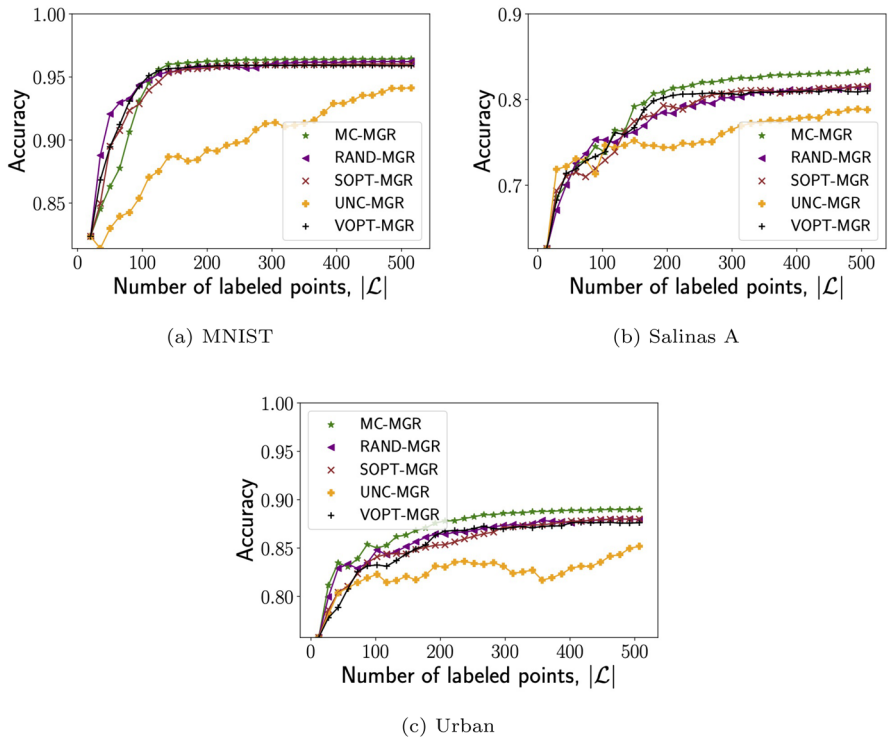 1.00
0.95
0.90
0.85
Accuracy
MC-MGR
RAND-MGR
SOPT-MGR
UNC-MGR
VOPT-MGR
0 100 200 300 400 500
Number of labeled points, |ℒ|
(a) MNIST
0.9
0.8
0.7
Accuracy
MC-MGR
RAND-MGR
SOPT-MGR
UNC-MGR
VOPT-MGR
0 100 200 300 400 500
Number of labeled points, |ℒ|
(b) Salinas A
1.00
0.95
0.90
0.85
0.80
Accuracy
MC-MGR
RAND-MGR
SOPT-MGR
UNC-MGR
VOPT-MGR
0 100 200 300 400 500
Number of labeled points, |ℒ|
(c) Urban